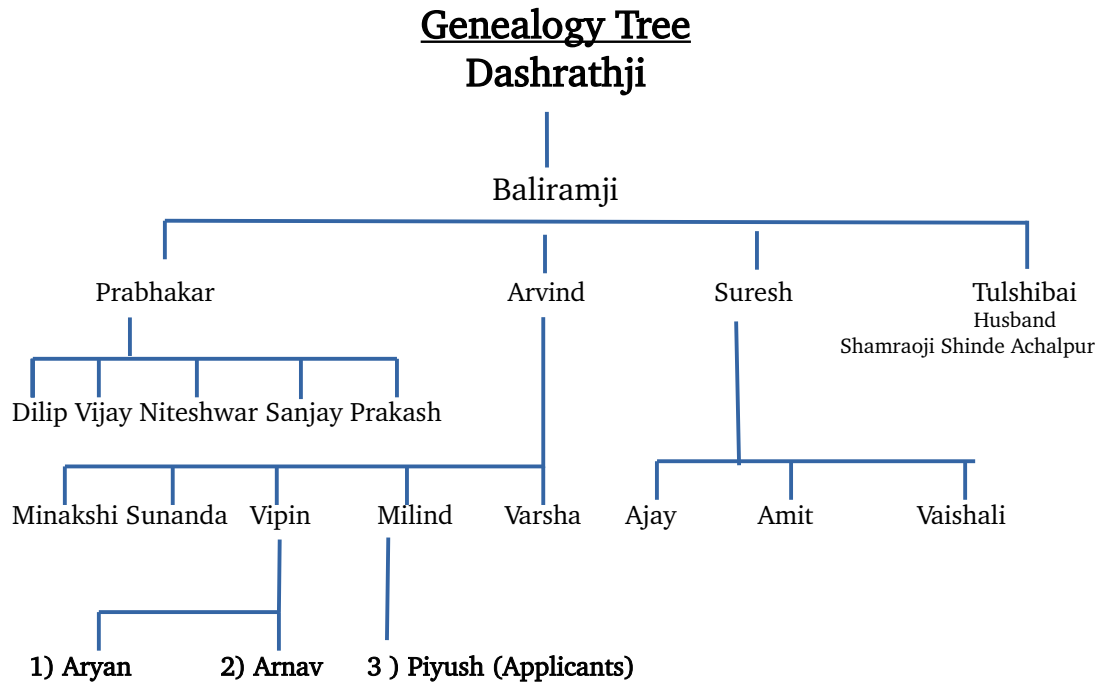 Genealogy Tree
Dashrathji
Baliramji
Prabhakar Arvind Suresh Tulshibai
Husband
Shamraoji Shinde Achalpur
Dilip Vijay Niteshwar Sanjay Prakash
Minakshi Sunanda Vipin Milind Varsha Ajay Amit Vaishali
1) Aryan 2) Arnav 3 ) Piyush (Applicants)